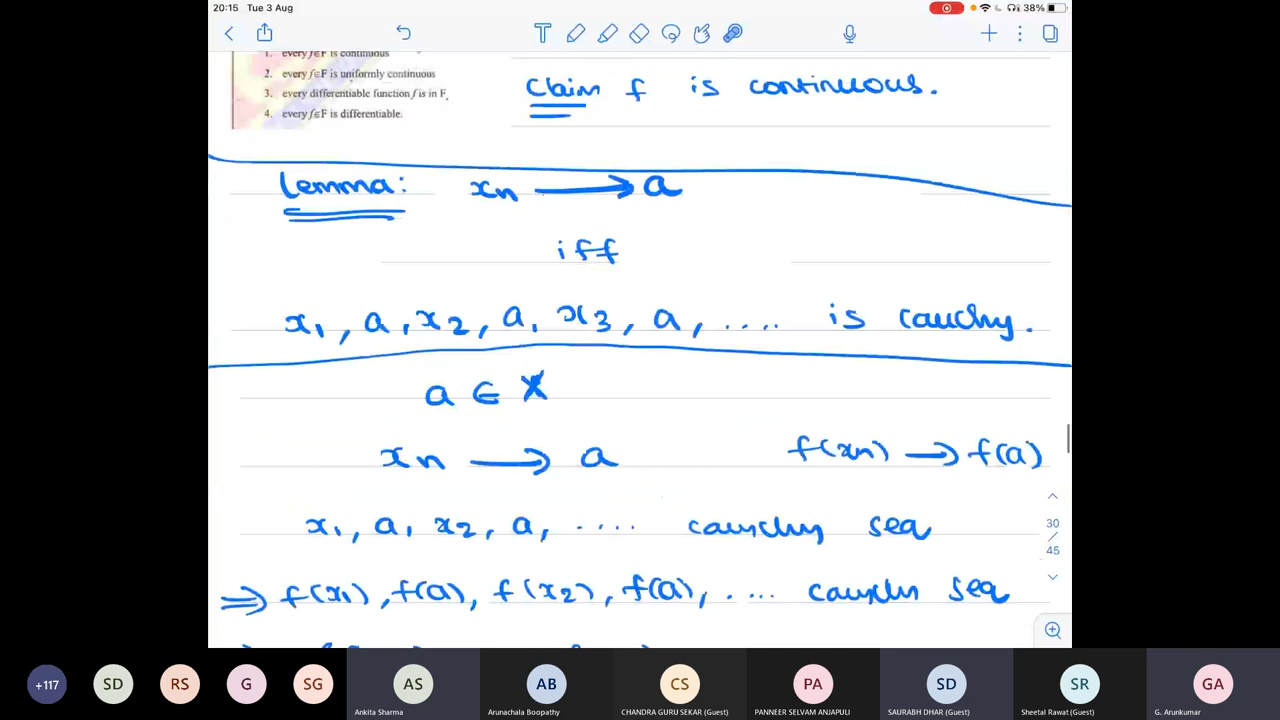 20:15 Tue 3 Aug
38%
1. every f∈F is continuous
2. every f∈F is uniformly continuous
3. every differentiable function f is in F,
4. every f∈F is differentiable.
Claim f is continuous.
Lemma: xn ⟶ a
iff
x1, a, x2, a, x3, a, .... is cauchy.
a ∈ X
xn ⟶ a f(xn) ⟶ f(a)
x1, a, x2, a, .... cauchy seq
⇒ f(x1), f(a), f(x2), f(a), .... cauchy seq
30
45
+117 SD RS G SG AS AB CS PA SD SR GA
Ankita Sharma Arunachala Boopathy CHANDRA GURU SEKAR (Guest) PANNEER SELVAM ANJAPULI SAURABH DHAR (Guest) Sheetal Rawat (Guest) G. Arunkumar